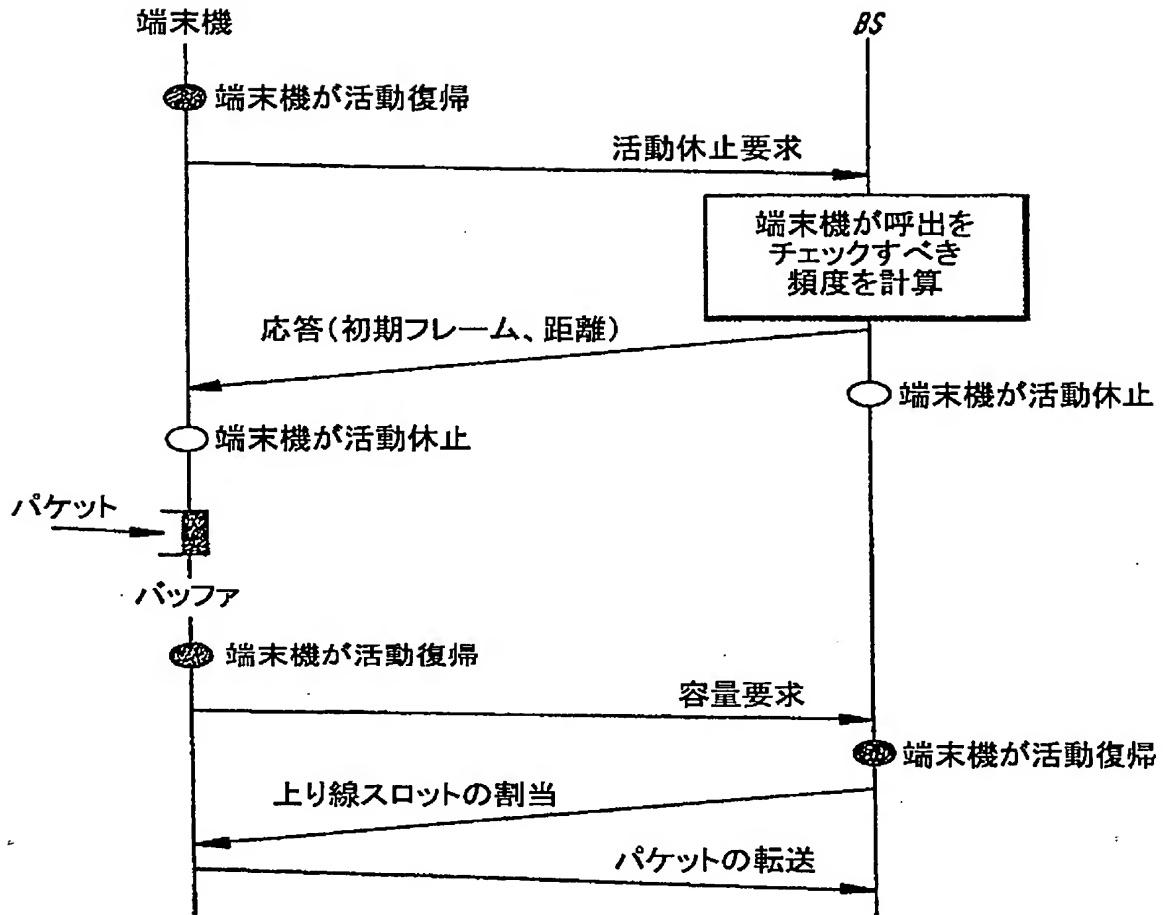 端末機
BS
端末機が活動復帰
活動休止要求
端末機が呼出を
チェックすべき
頻度を計算
応答(初期フレーム、距離)
端末機が活動休止
端末機が活動休止
パケット
バッファ
端末機が活動復帰
容量要求
端末機が活動復帰
上り線スロットの割当
パケットの転送